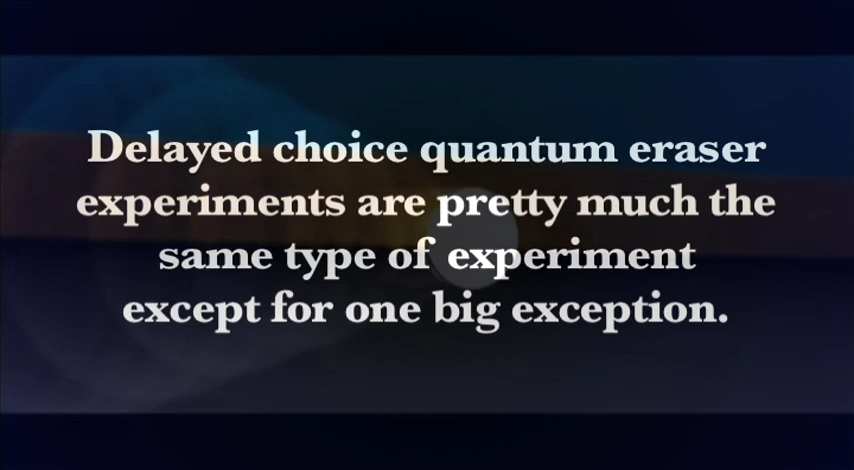 Delayed choice quantum eraser
experiments are pretty much the
same type of experiment
except for one big exception.